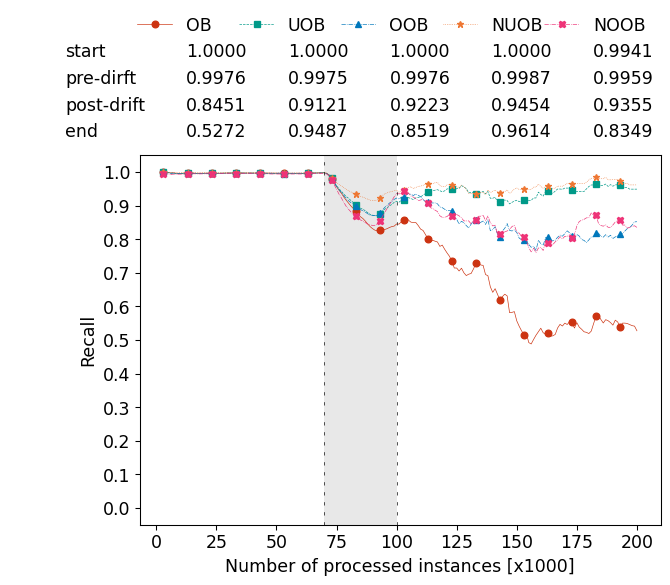 OB UOB OOB NUOB NOOB
start 1.0000 1.0000 1.0000 1.0000 0.9941
pre-dirft 0.9976 0.9975 0.9976 0.9987 0.9959
post-drift 0.8451 0.9121 0.9223 0.9454 0.9355
end 0.5272 0.9487 0.8519 0.9614 0.8349
1.0
0.9
0.8
0.7
0.6
0.5
0.4
0.3
0.2
0.1
0.0
Recall
0 25 50 75 100 125 150 175 200
Number of processed instances [x1000]